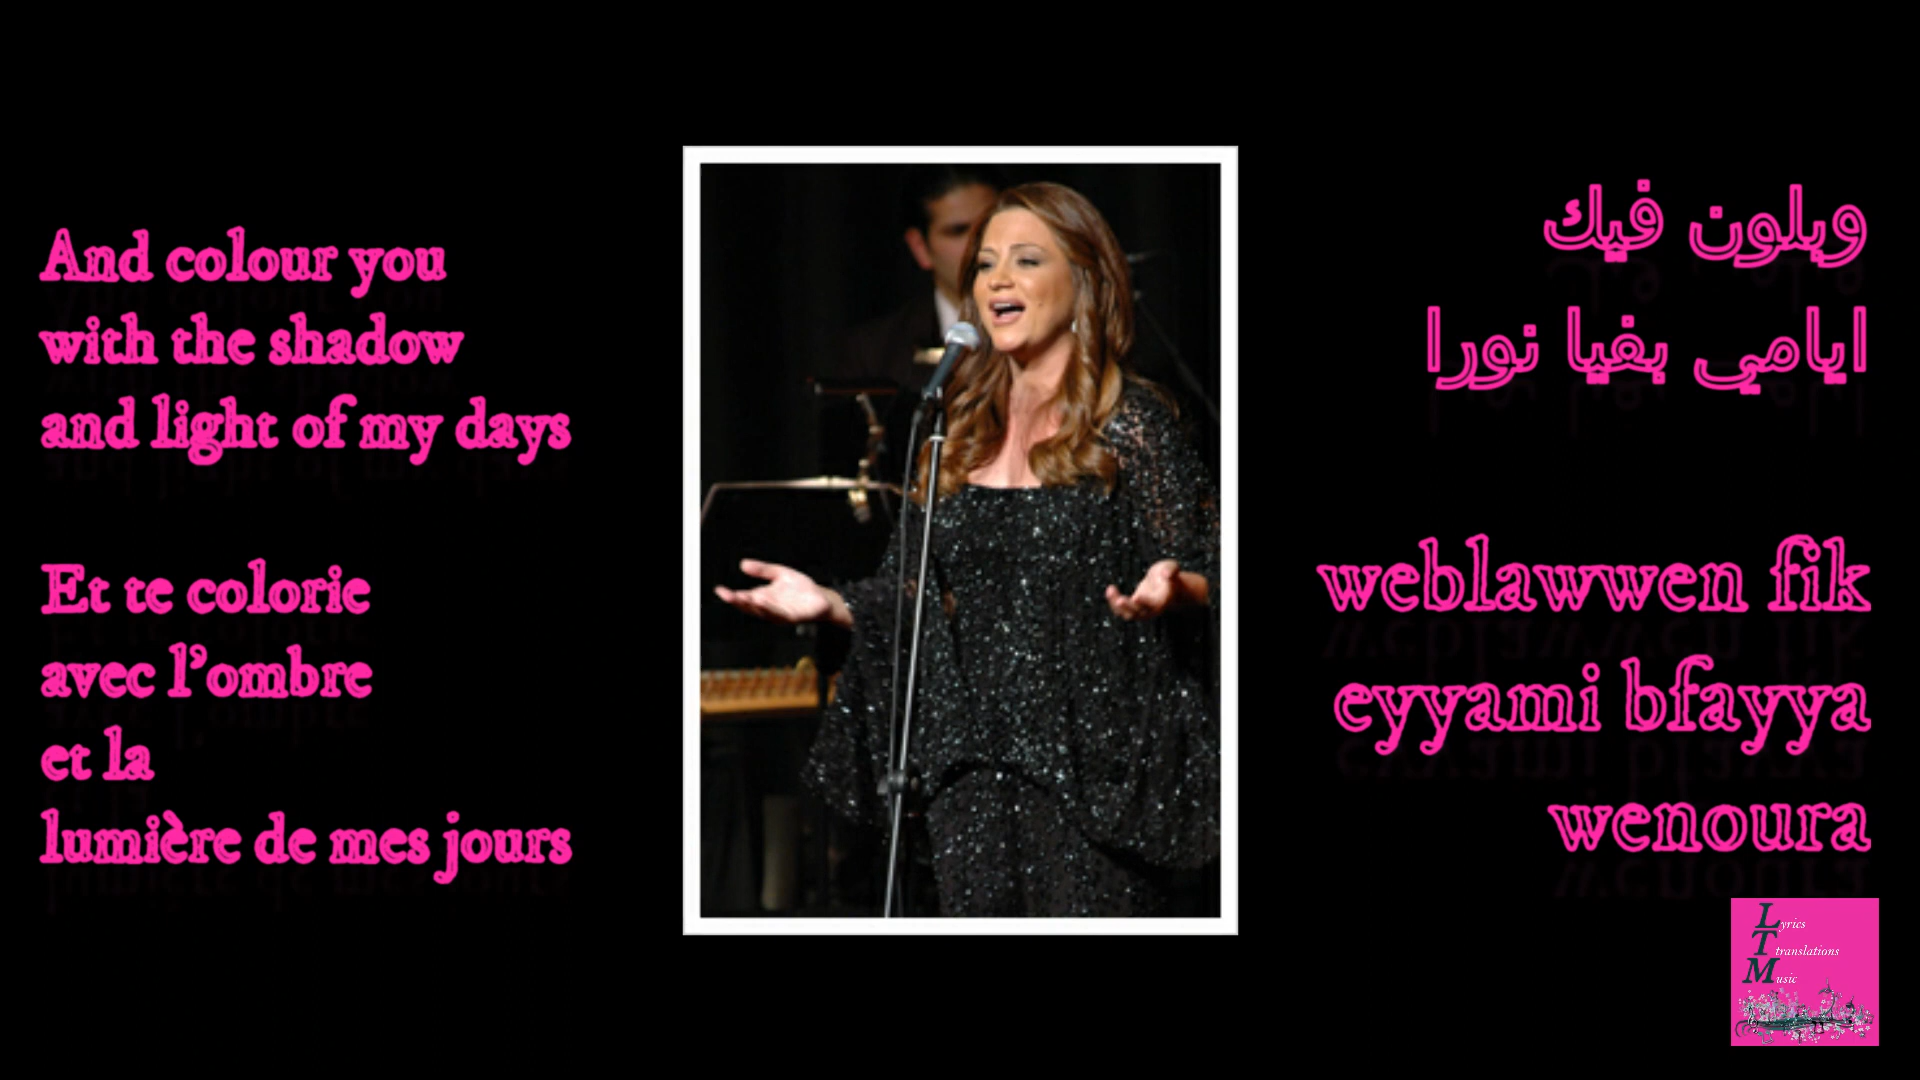 And colour you
with the shadow
and light of my days
Et te colorie
avec l’ombre
et la
lumière de mes jours
وبلون فيك
ايامي بفيا نورا
weblawwen fik
eyyami bfayya
wenoura
Lyrics
Ttranslations
Music